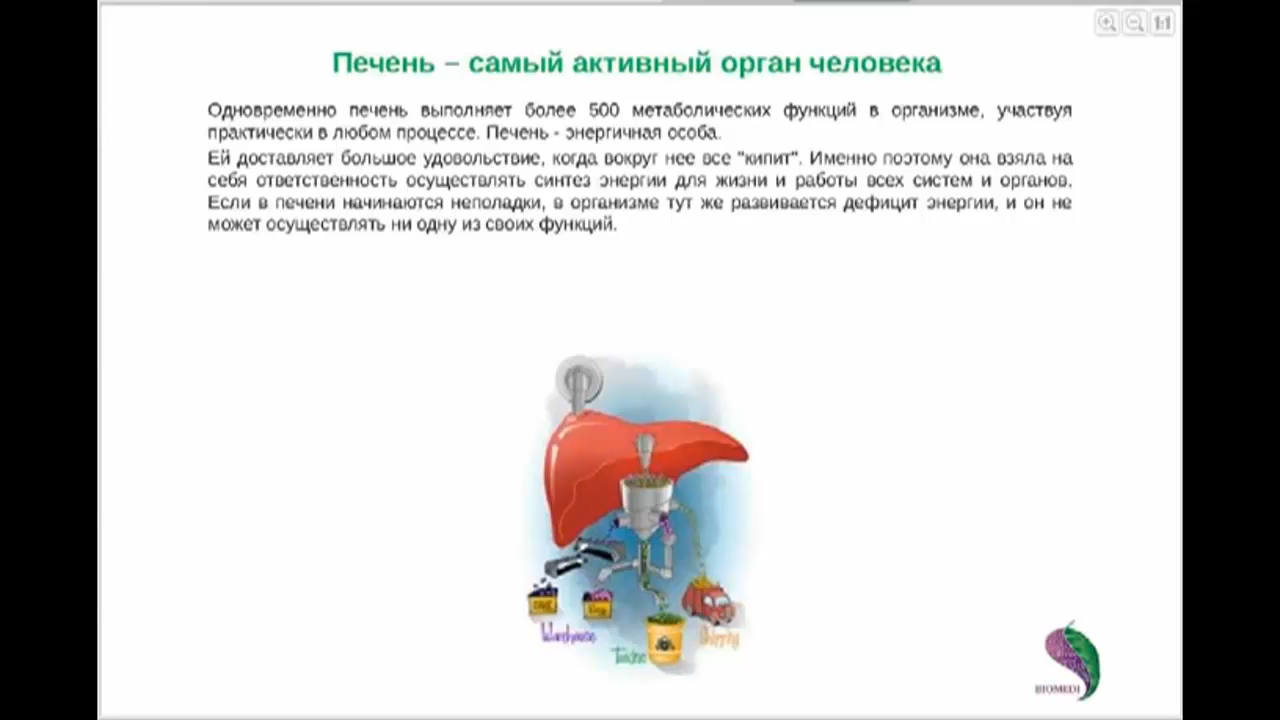 Печень – самый активный орган человека
Одновременно печень выполняет более 500 метаболических функций в организме, участвуя
практически в любом процессе. Печень - энергичная особа.
Ей доставляет большое удовольствие, когда вокруг нее все "кипит". Именно поэтому она взяла на
себя ответственность осуществлять синтез энергии для жизни и работы всех систем и органов.
Если в печени начинаются неполадки, в организме тут же развивается дефицит энергии, и он не
может осуществлять ни одну из своих функций.
Warehouse
Shipping
Toxins
BIOMEDI